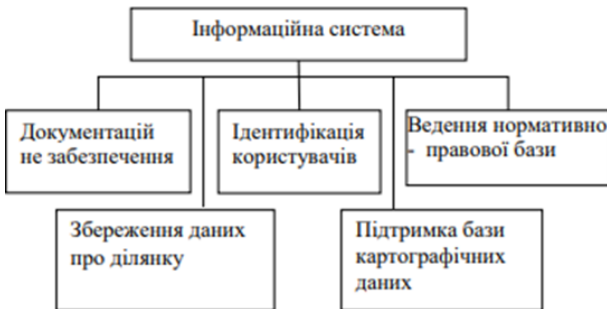 Інформаційна система
Документацій
не забезпечення
Ідентифікація
користувачів
Ведення нормативно
- правової бази
Збереження даних
про ділянку
Підтримка бази
картографічних
даних